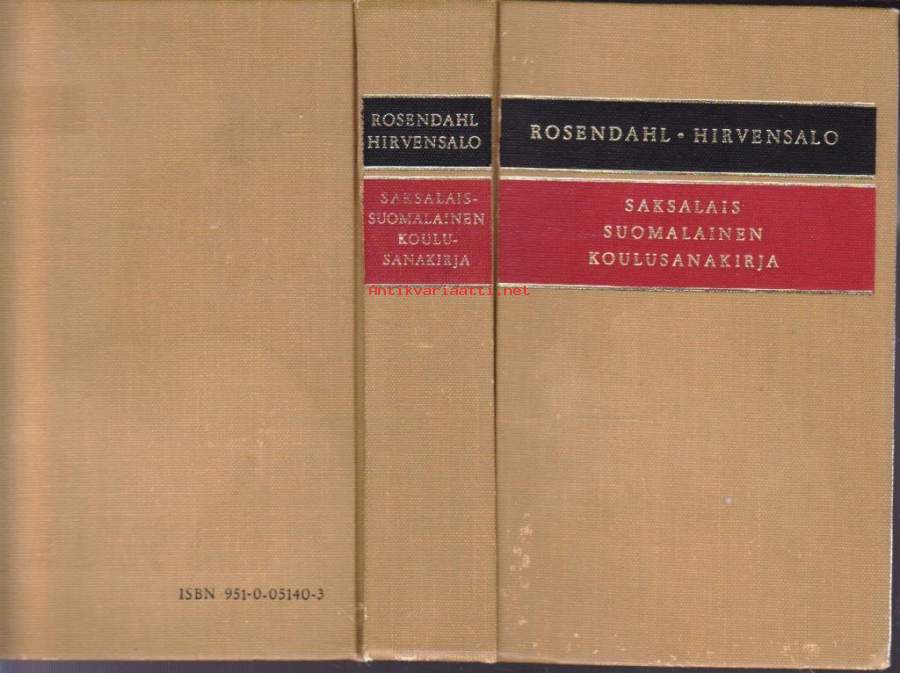 ROSENDAHL
HIRVENSALO
SAKSALAIS-
SUOMALAINEN
KOULU-
SANAKIRJA
Antikvariaatti.net
ROSENDAHL • HIRVENSALO
SAKSALAIS
SUOMALAINEN
KOULUSANAKIRJA
ISBN 951-0-05140-3